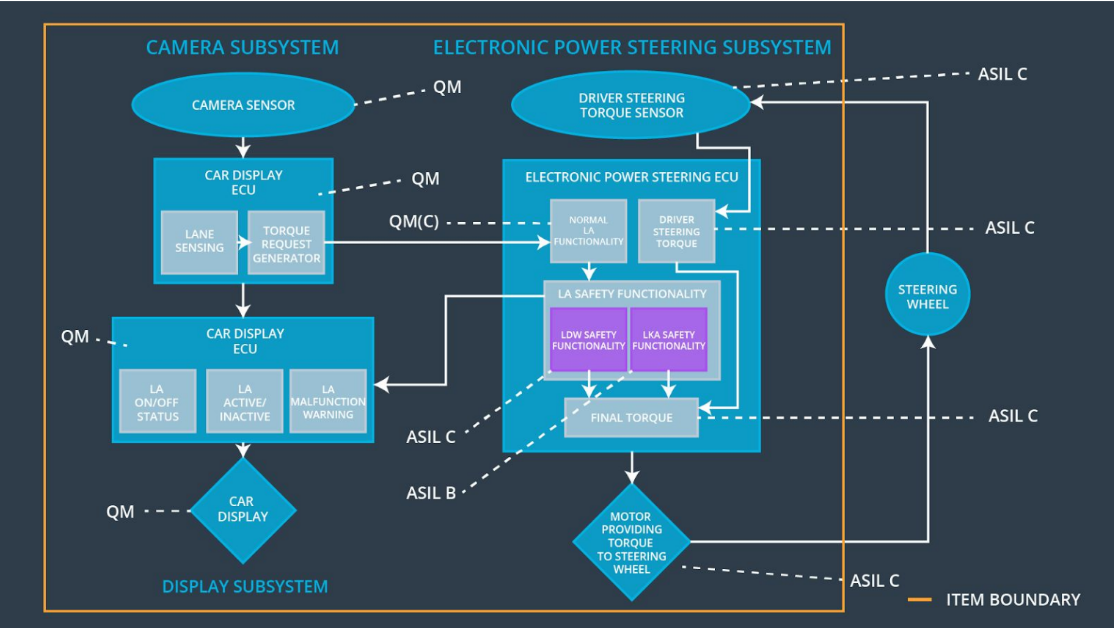 CAMERA SUBSYSTEM
ELECTRONIC POWER STEERING SUBSYSTEM
CAMERA SENSOR
QM
DRIVER STEERING
TORQUE SENSOR
ASIL C
CAR DISPLAY
ECU
QM
LANE
SENSING
TORQUE
REQUEST
GENERATOR
QM(C)
ELECTRONIC POWER STEERING ECU
NORMAL
LA
FUNCTIONALITY
DRIVER
STEERING
TORQUE
ASIL C
STEERING
WHEEL
LA SAFETY FUNCTIONALITY
LDW SAFETY
FUNCTIONALITY
LKA SAFETY
FUNCTIONALITY
QM
CAR DISPLAY
ECU
LA
ON/OFF
STATUS
LA
ACTIVE/
INACTIVE
LA
MALFUNCTION
WARNING
FINAL TORQUE
ASIL C
ASIL C
ASIL B
QM
CAR
DISPLAY
MOTOR
PROVIDING
TORQUE
TO STEERING
WHEEL
ASIL C
DISPLAY SUBSYSTEM
ITEM BOUNDARY